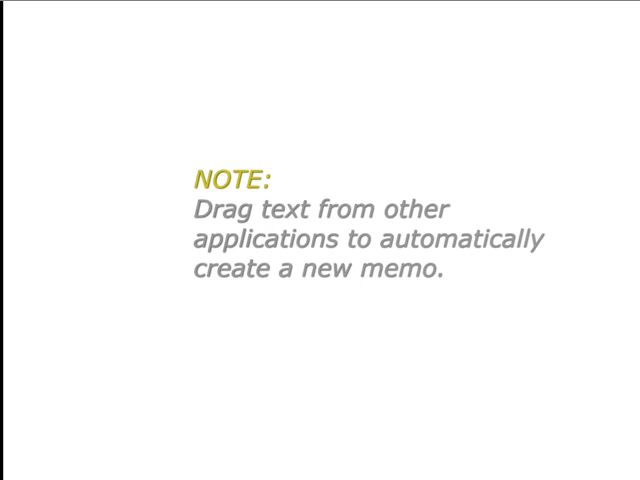 NOTE:
Drag text from other
applications to automatically
create a new memo.